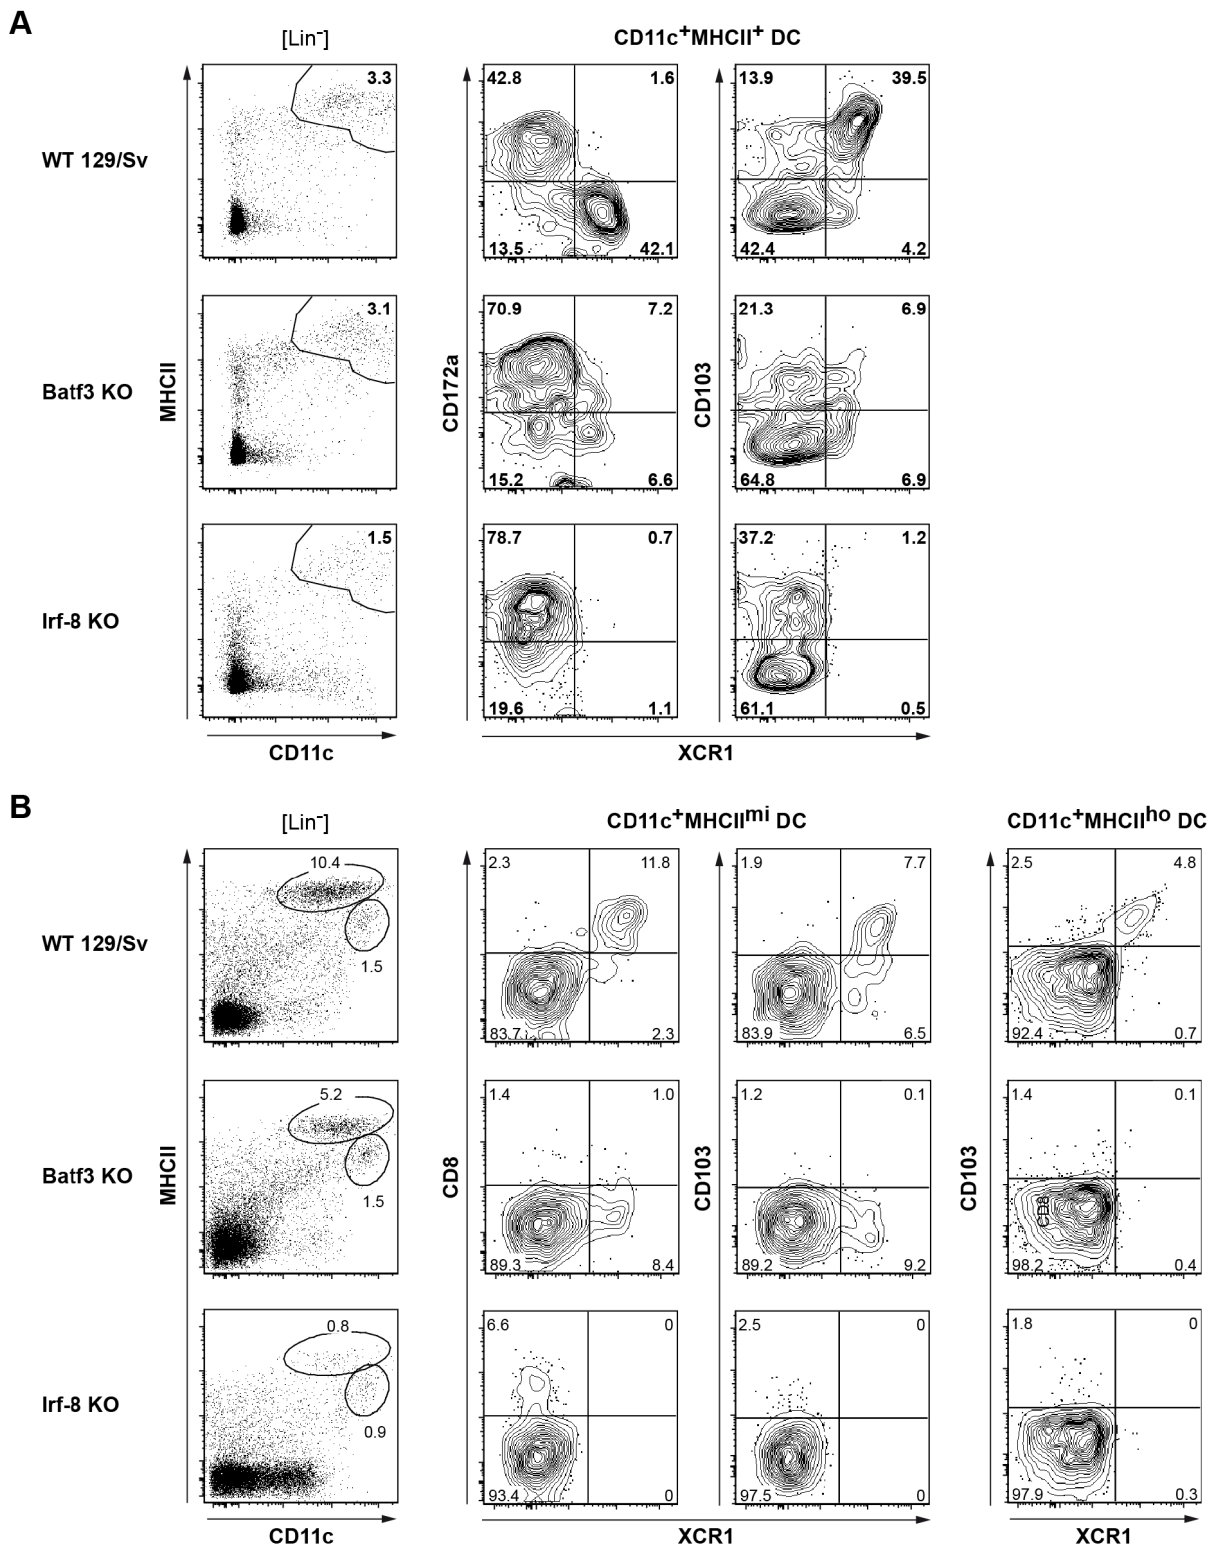 A
[Lin⁻]
CD11c⁺MHCII⁺ DC
WT 129/Sv
3.3
42.8 1.6
13.5 42.1
13.9 39.5
42.4 4.2
Batf3 KO
MHCII
3.1
CD172a
70.9 7.2
15.2 6.6
CD103
21.3 6.9
64.8 6.9
Irf-8 KO
1.5
78.7 0.7
19.6 1.1
37.2 1.2
61.1 0.5
CD11c
XCR1
B
[Lin⁻]
CD11c⁺MHCIIᵐⁱ DC
CD11c⁺MHCIIʰᵒ DC
WT 129/Sv
10.4
1.5
2.3 11.8
83.7 2.3
1.9 7.7
83.9 6.5
2.5 4.8
92.4 0.7
Batf3 KO
MHCII
5.2
1.5
CD8
1.4 1.0
89.3 8.4
CD103
1.2 0.1
89.2 9.2
CD103
1.4 0.1
CD8
98.2 0.4
Irf-8 KO
0.8
0.9
6.6 0
93.4 0
2.5 0
97.5 0
1.8 0
97.9 0.3
CD11c
XCR1
XCR1